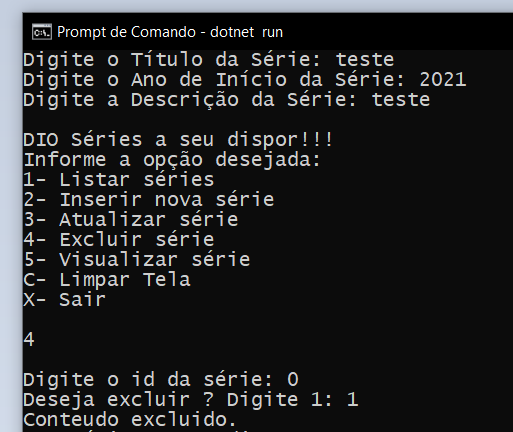 Prompt de Comando - dotnet run
Digite o Título da Série: teste
Digite o Ano de Início da Série: 2021
Digite a Descrição da Série: teste
DIO Séries a seu dispor!!!
Informe a opção desejada:
1- Listar séries
2- Inserir nova série
3- Atualizar série
4- Excluir série
5- Visualizar série
C- Limpar Tela
X- Sair
4
Digite o id da série: 0
Deseja excluir ? Digite 1: 1
Conteudo excluido.